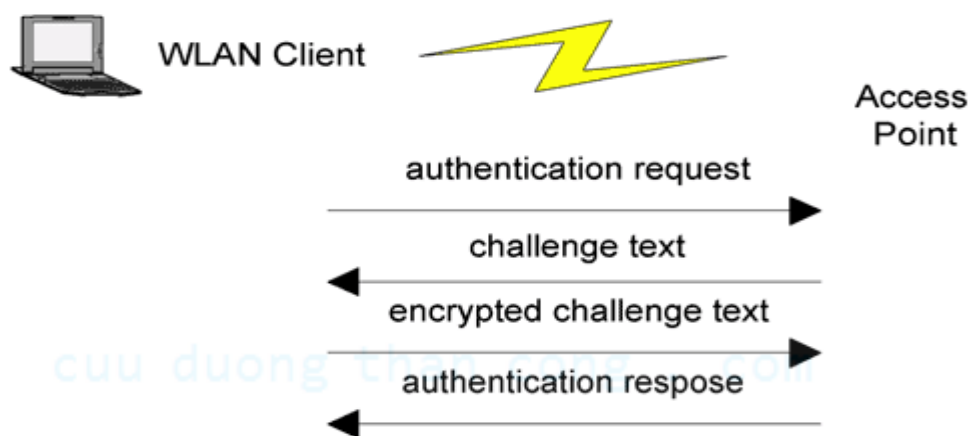 WLAN Client
Access
Point
authentication request
challenge text
encrypted challenge text
cuu duong than cong . com
authentication respose